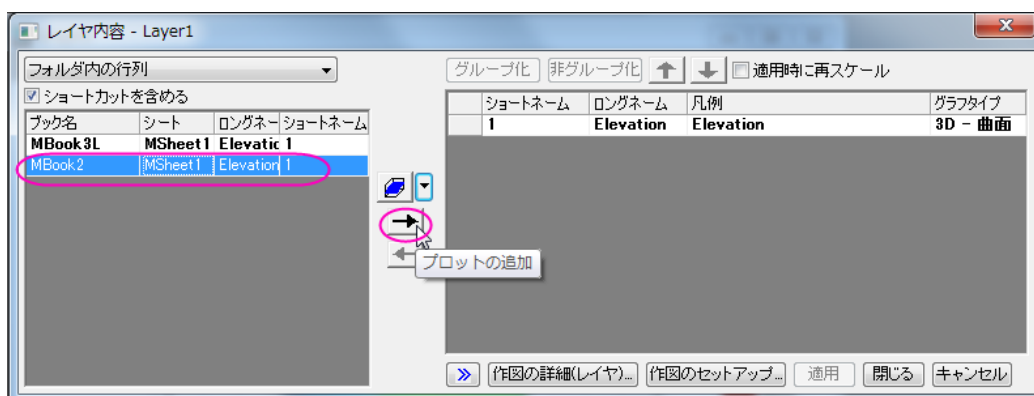 レイヤ内容 - Layer1
フォルダ内の行列
グループ化 非グループ化 適用時に再スケール
ショートカットを含める
ブック名 シート ロングネー ショートネーム
MBook3L MSheet1 Elevatic 1
MBook2 MSheet1 Elevation 1
ショートネーム ロングネーム 凡例 グラフタイプ
1 Elevation Elevation 3D - 曲面
プロットの追加
作図の詳細(レイヤ)... 作図のセットアップ... 適用 閉じる キャンセル